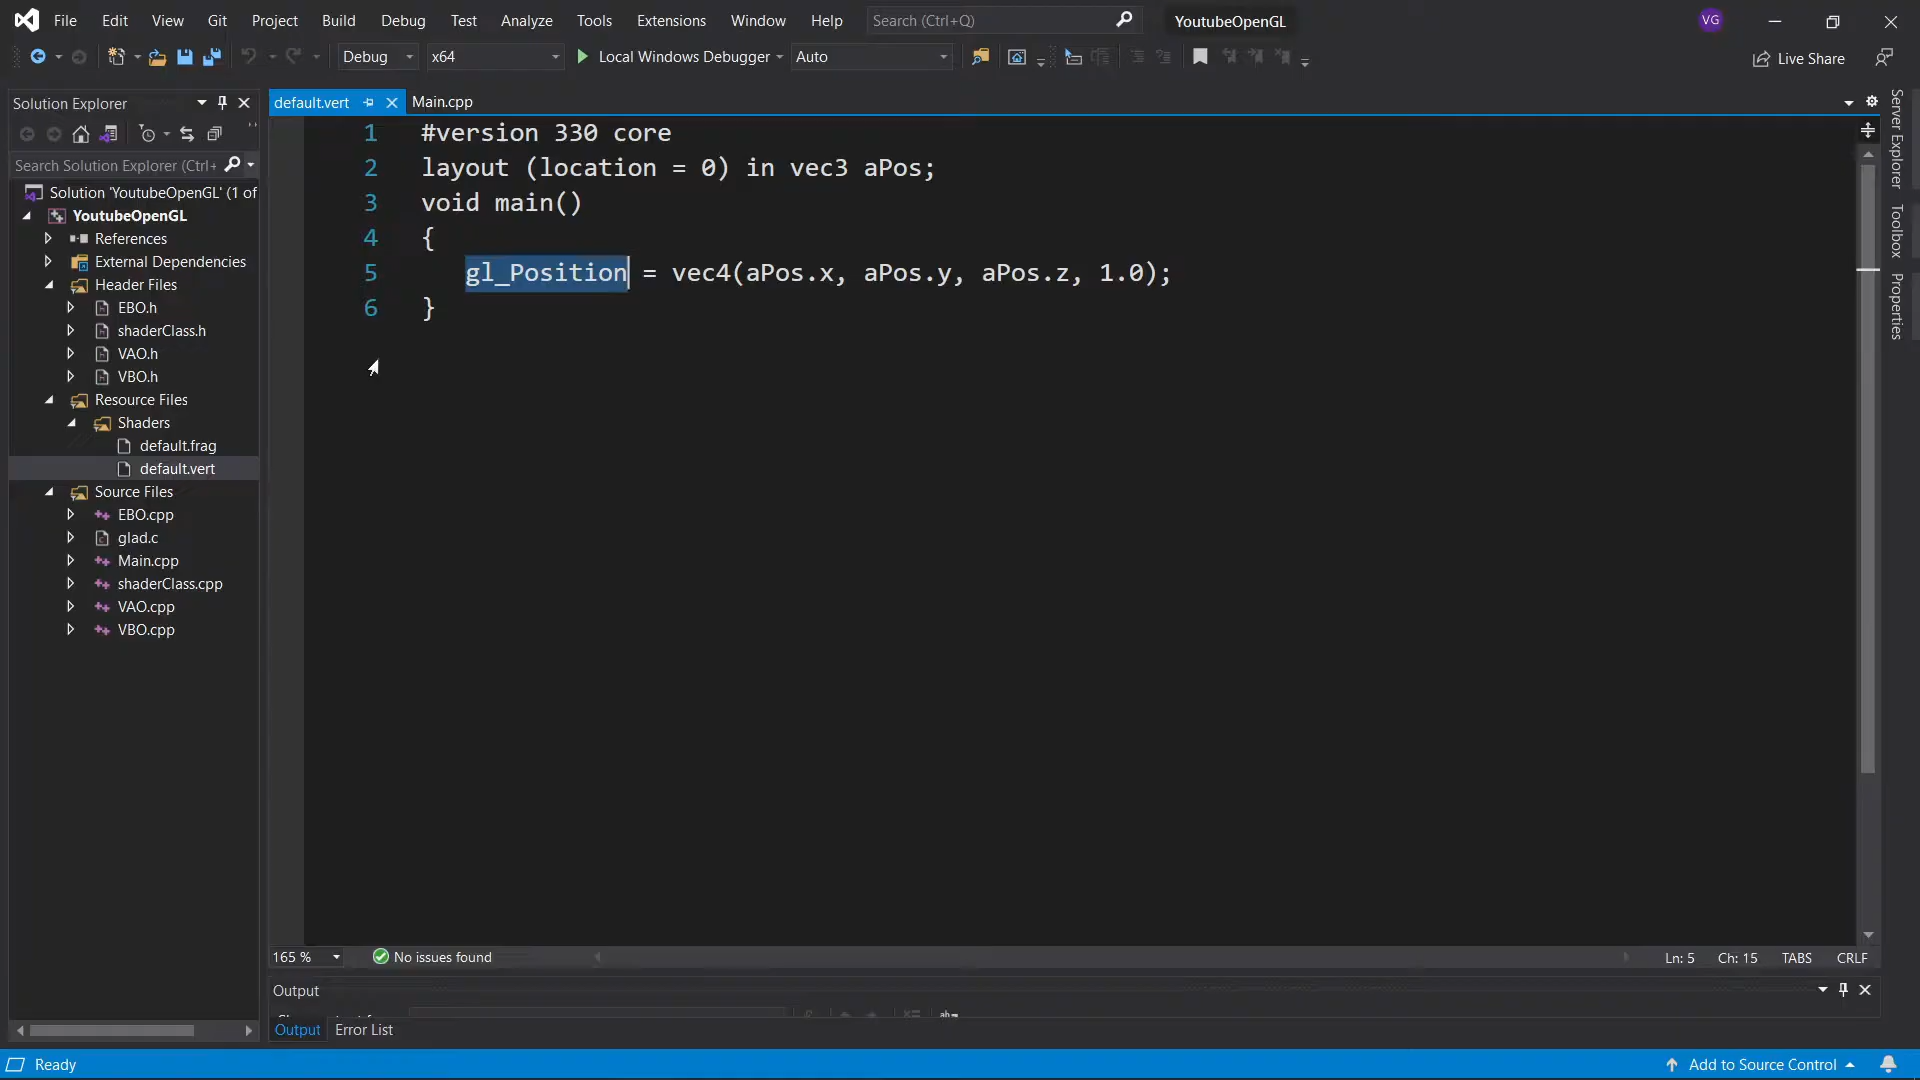 File Edit View Git Project Build Debug Test Analyze Tools Extensions Window Help Search (Ctrl+Q) YoutubeOpenGL VG
Debug x64 Local Windows Debugger Auto Live Share
Solution Explorer
Search Solution Explorer (Ctrl+
Solution 'YoutubeOpenGL' (1 of
YoutubeOpenGL
References
External Dependencies
Header Files
EBO.h
shaderClass.h
VAO.h
VBO.h
Resource Files
Shaders
default.frag
default.vert
Source Files
EBO.cpp
glad.c
Main.cpp
shaderClass.cpp
VAO.cpp
VBO.cpp
default.vert Main.cpp
1 #version 330 core
2 layout (location = 0) in vec3 aPos;
3 void main()
4 {
5 gl_Position = vec4(aPos.x, aPos.y, aPos.z, 1.0);
6 }
165 % No issues found Ln: 5 Ch: 15 TABS CRLF
Output
Output Error List
Server Explorer
Toolbox
Properties
Ready Add to Source Control